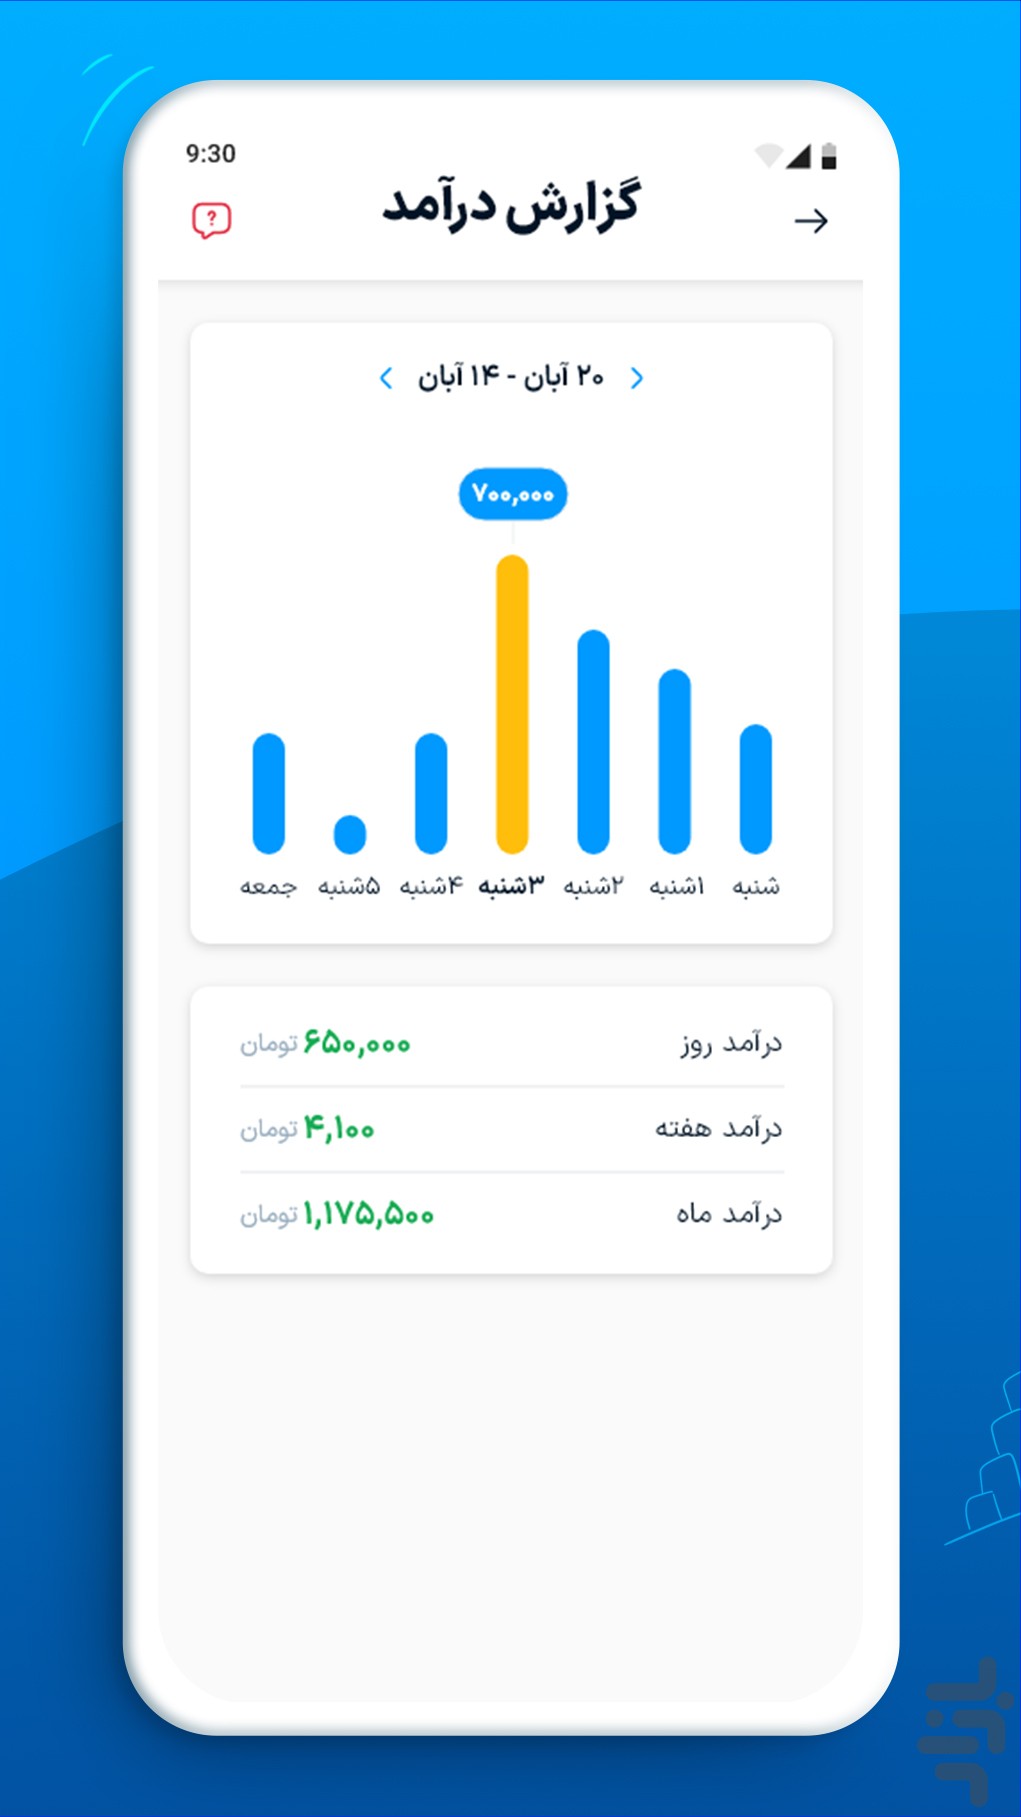 9:30
گزارش درآمد
۲۰ آبان - ۱۴ آبان
۷۰۰,۰۰۰
شنبه ۱شنبه ۲شنبه ۳شنبه ۴شنبه ۵شنبه جمعه
درآمد روز ۶۵۰,۰۰۰ تومان
درآمد هفته ۴,۱۰۰ تومان
درآمد ماه ۱,۱۷۵,۵۰۰ تومان
بازار